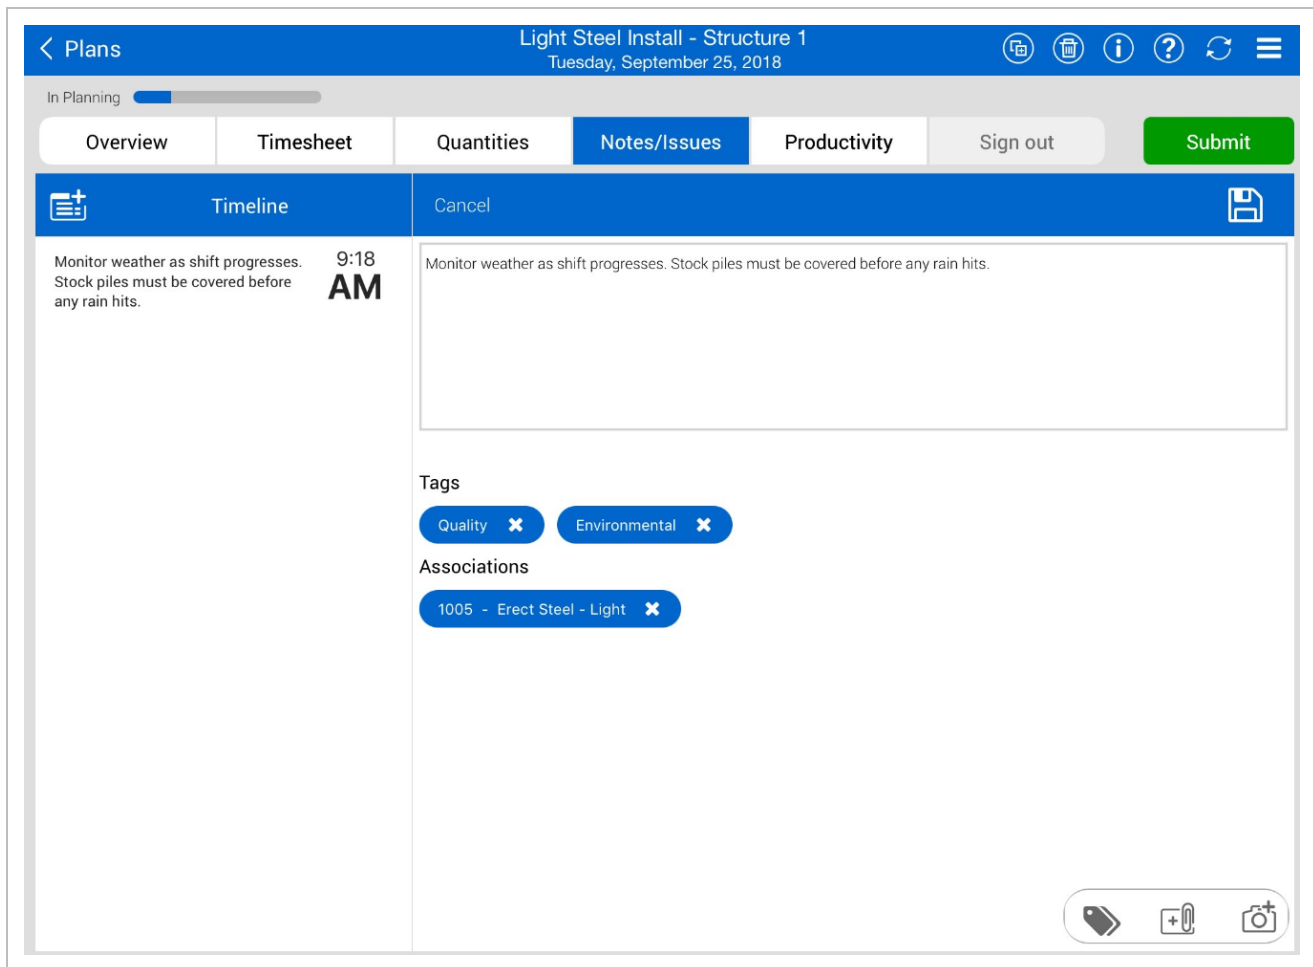 Plans
Light Steel Install - Structure 1
Tuesday, September 25, 2018
In Planning
Overview
Timesheet
Quantities
Notes/Issues
Productivity
Sign out
Submit
Timeline
Cancel
Monitor weather as shift progresses.
Stock piles must be covered before
any rain hits.
9:18
AM
Monitor weather as shift progresses. Stock piles must be covered before any rain hits.
Tags
Quality
Environmental
Associations
1005 - Erect Steel - Light